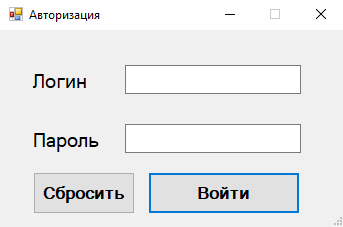 Авторизация
Логин
Пароль
Сбросить Войти